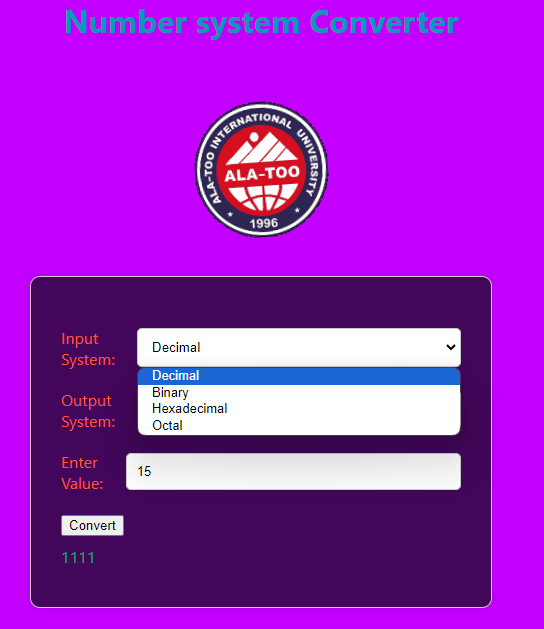 Number system Converter
ALA-TOO INTERNATIONAL UNIVERSITY
ALA-TOO
1996
Input
System:
Decimal
Decimal
Binary
Hexadecimal
Octal
Output
System:
Enter
Value:
15
Convert
1111